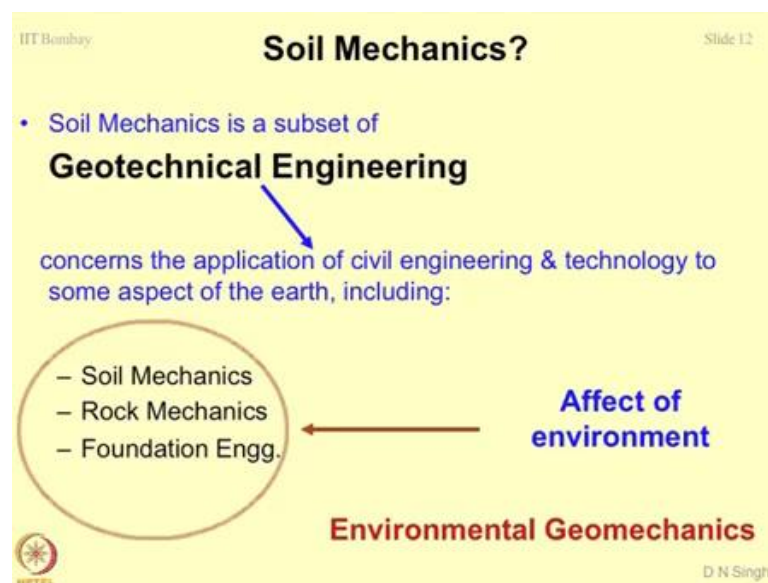 IIT Bombay
Soil Mechanics?
Slide 12
• Soil Mechanics is a subset of
Geotechnical Engineering
concerns the application of civil engineering & technology to
some aspect of the earth, including:
– Soil Mechanics
– Rock Mechanics
– Foundation Engg.
Affect of
environment
Environmental Geomechanics
D N Singh